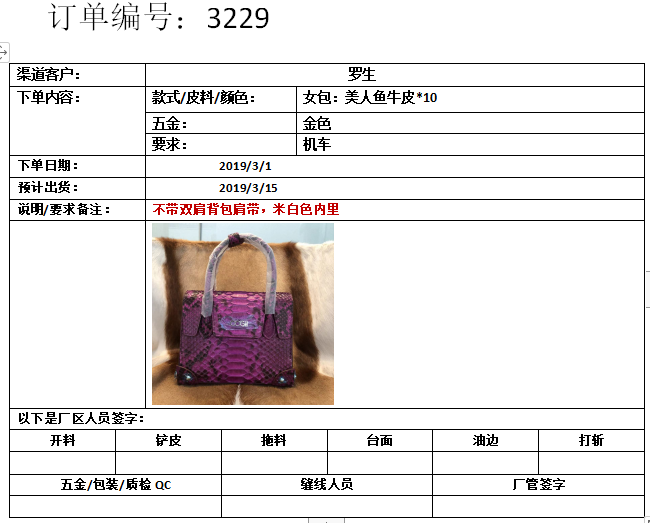 订单编号：3229
渠道客户： 罗生
下单内容： 款式/皮料/颜色： 女包：美人鱼牛皮*10
五金： 金色
要求： 机车
下单日期： 2019/3/1
预计出货： 2019/3/15
说明/要求备注： 不带双肩背包肩带，米白色内里
以下是厂区人员签字：
开料 铲皮 拖料 台面 油边 打斩
五金/包装/质检 QC 缝线人员 厂管签字